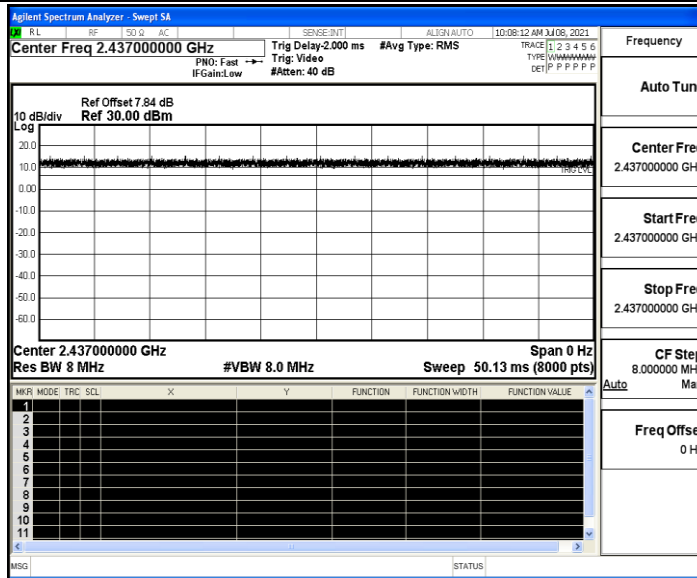 Agilent Spectrum Analyzer - Swept SA
RL RF 50 Ω AC SENSE:INT ALIGN AUTO 10:08:12 AM Jul 08, 2021
Center Freq 2.437000000 GHz
PNO: Fast
IFGain:Low
Trig Delay-2.000 ms
Trig: Video
#Atten: 40 dB
#Avg Type: RMS
TRACE 1 2 3 4 5 6
TYPE
DET P P P P P P
Ref Offset 7.84 dB
10 dB/div Ref 30.00 dBm
Log
20.0
10.0
TRIG LVL
0.00
-10.0
-20.0
-30.0
-40.0
-50.0
-60.0
Center 2.437000000 GHz Span 0 Hz
Res BW 8 MHz #VBW 8.0 MHz Sweep 50.13 ms (8000 pts)
MKR MODE TRC SCL X Y FUNCTION FUNCTION WIDTH FUNCTION VALUE
1
2
3
4
5
6
7
8
9
10
11
MSG STATUS
Frequency
Auto Tun
Center Fre
2.437000000 GH
Start Fre
2.437000000 GH
Stop Fre
2.437000000 GH
CF Ste
8.000000 MH
Auto Ma
Freq Offse
0 H